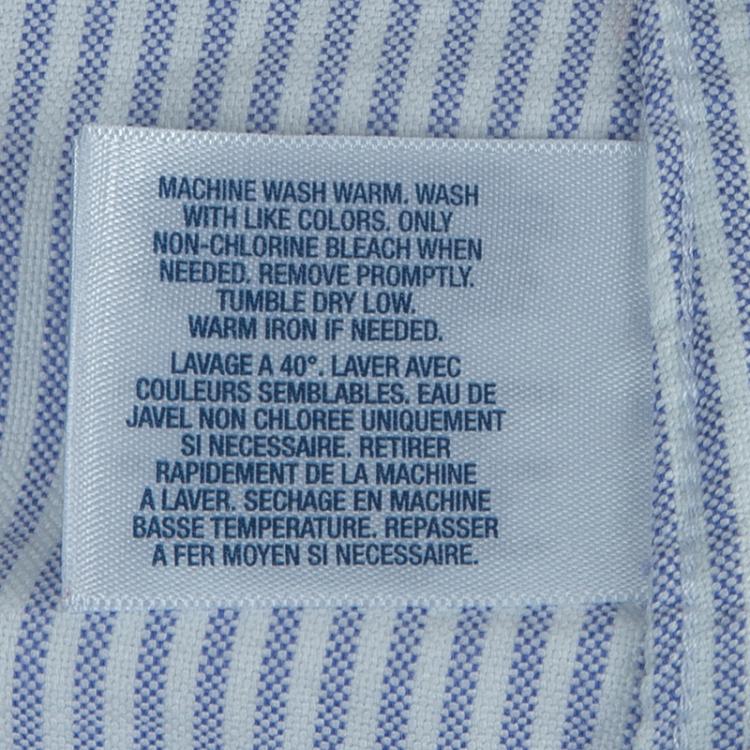 MACHINE WASH WARM. WASH
WITH LIKE COLORS. ONLY
NON-CHLORINE BLEACH WHEN
NEEDED. REMOVE PROMPTLY.
TUMBLE DRY LOW.
WARM IRON IF NEEDED.
LAVAGE A 40°. LAVER AVEC
COULEURS SEMBLABLES. EAU DE
JAVEL NON CHLOREE UNIQUEMENT
SI NECESSAIRE. RETIRER
RAPIDEMENT DE LA MACHINE
A LAVER. SECHAGE EN MACHINE
BASSE TEMPERATURE. REPASSER
A FER MOYEN SI NECESSAIRE.